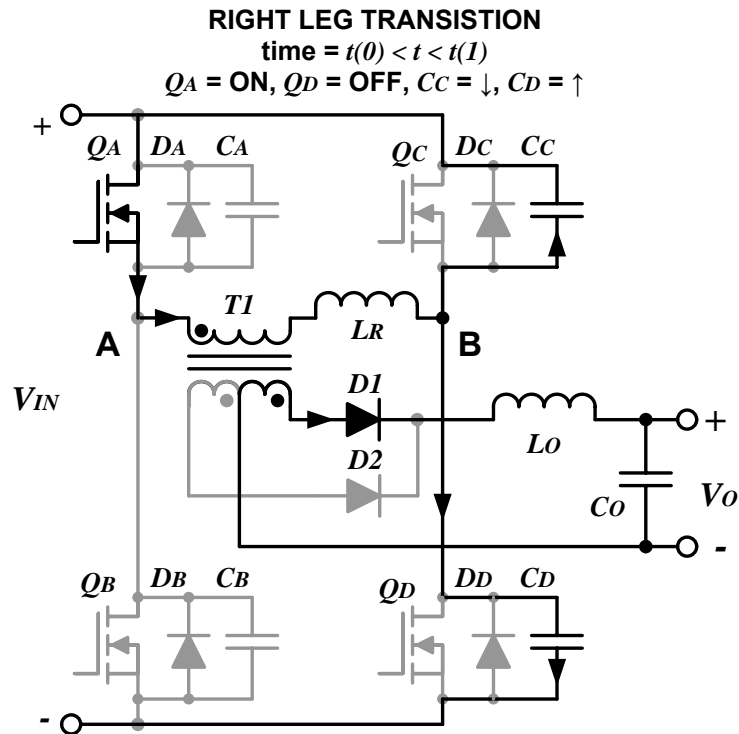 RIGHT LEG TRANSISTION
time = t(0) < t < t(1)
QA = ON, QD = OFF, CC = ↓, CD = ↑
+
QA DA CA
QC DC CC
T1
LR
A
B
VIN
D1
D2
LO
+
CO
VO
-
QB DB CB
QD DD CD
-